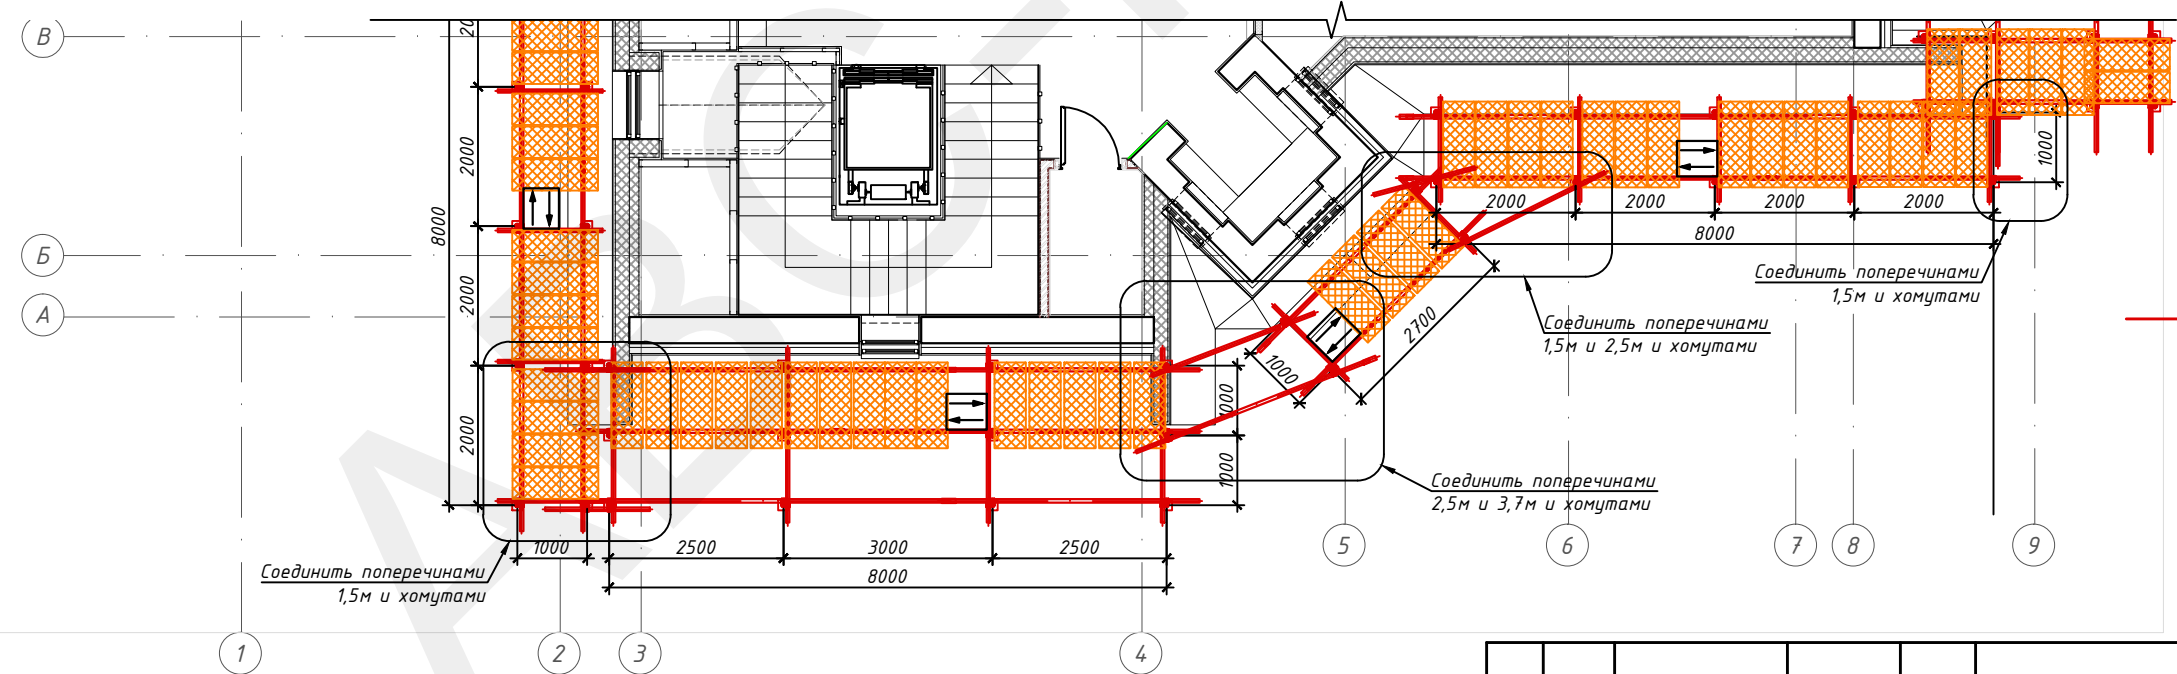 В
Б
А
20
2000
2000
2000
8000
1000
2500
3000
2500
8000
Соединить поперечинами
1,5м и хомутами
1000
1000
1000
2700
2000
2000
2000
2000
8000
1000
Соединить поперечинами
1,5м и хомутами
Соединить поперечинами
1,5м и 2,5м и хомутами
Соединить поперечинами
2,5м и 3,7м и хомутами
5
6
7
8
9
1
2
3
4